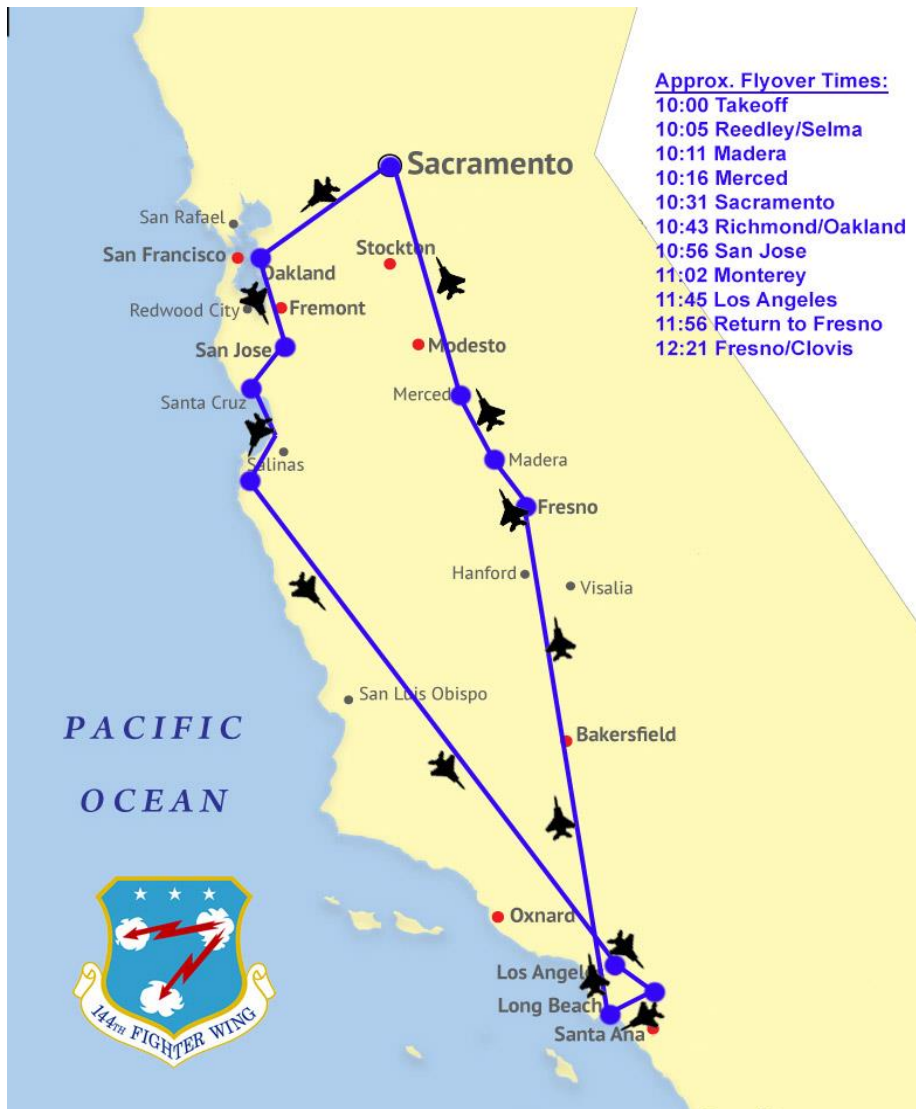 Approx. Flyover Times:
10:00 Takeoff
10:05 Reedley/Selma
10:11 Madera
10:16 Merced
10:31 Sacramento
10:43 Richmond/Oakland
10:56 San Jose
11:02 Monterey
11:45 Los Angeles
11:56 Return to Fresno
12:21 Fresno/Clovis
Sacramento
San Rafael
San Francisco
Stockton
Oakland
Redwood City
Fremont
San Jose
Modesto
Santa Cruz
Merced
Salinas
Madera
Fresno
Hanford
Visalia
San Luis Obispo
PACIFIC
OCEAN
Bakersfield
Oxnard
Los Angeles
Long Beach
Santa Ana
144TH FIGHTER WING